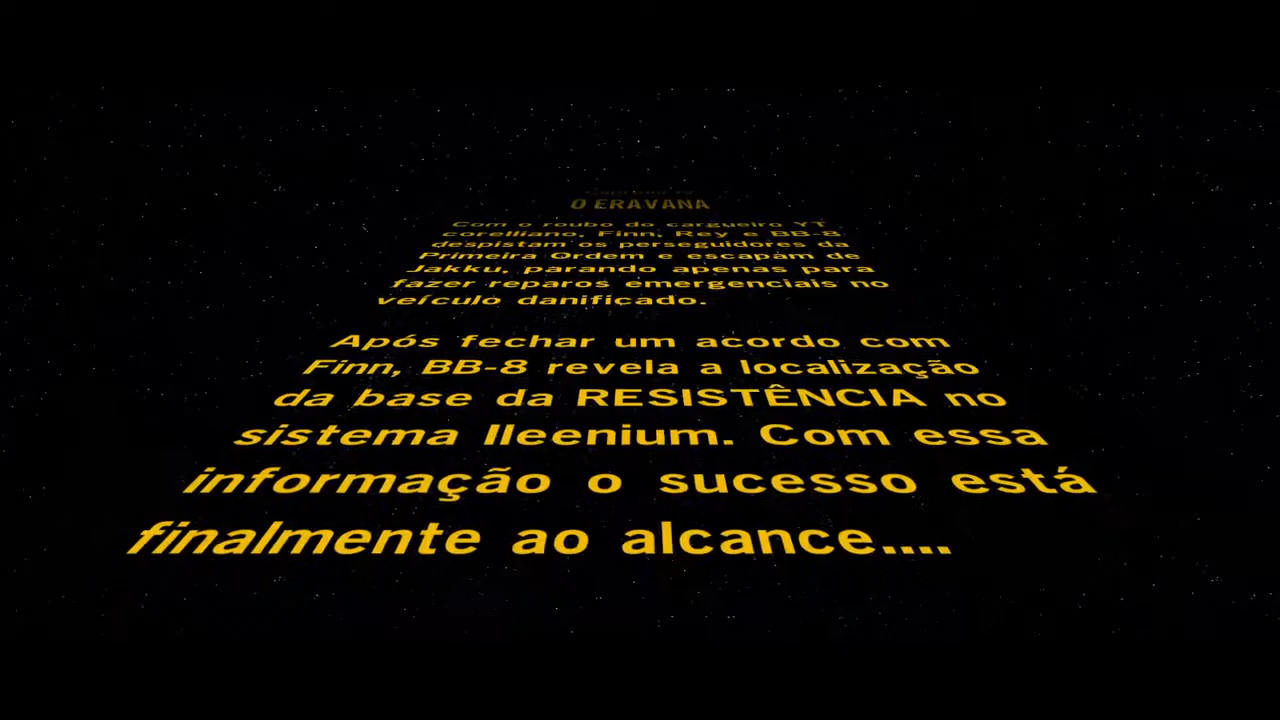 O ERAVANA
Com o roubo do cargueiro YT
corelliano, Finn, Rey e BB-8
despistam os perseguidores da
Primeira Ordem e escapam de
Jakku, parando apenas para
fazer reparos emergenciais no
veículo danificado.
Após fechar um acordo com
Finn, BB-8 revela a localização
da base da RESISTÊNCIA no
sistema Ileenium. Com essa
informação o sucesso está
finalmente ao alcance....